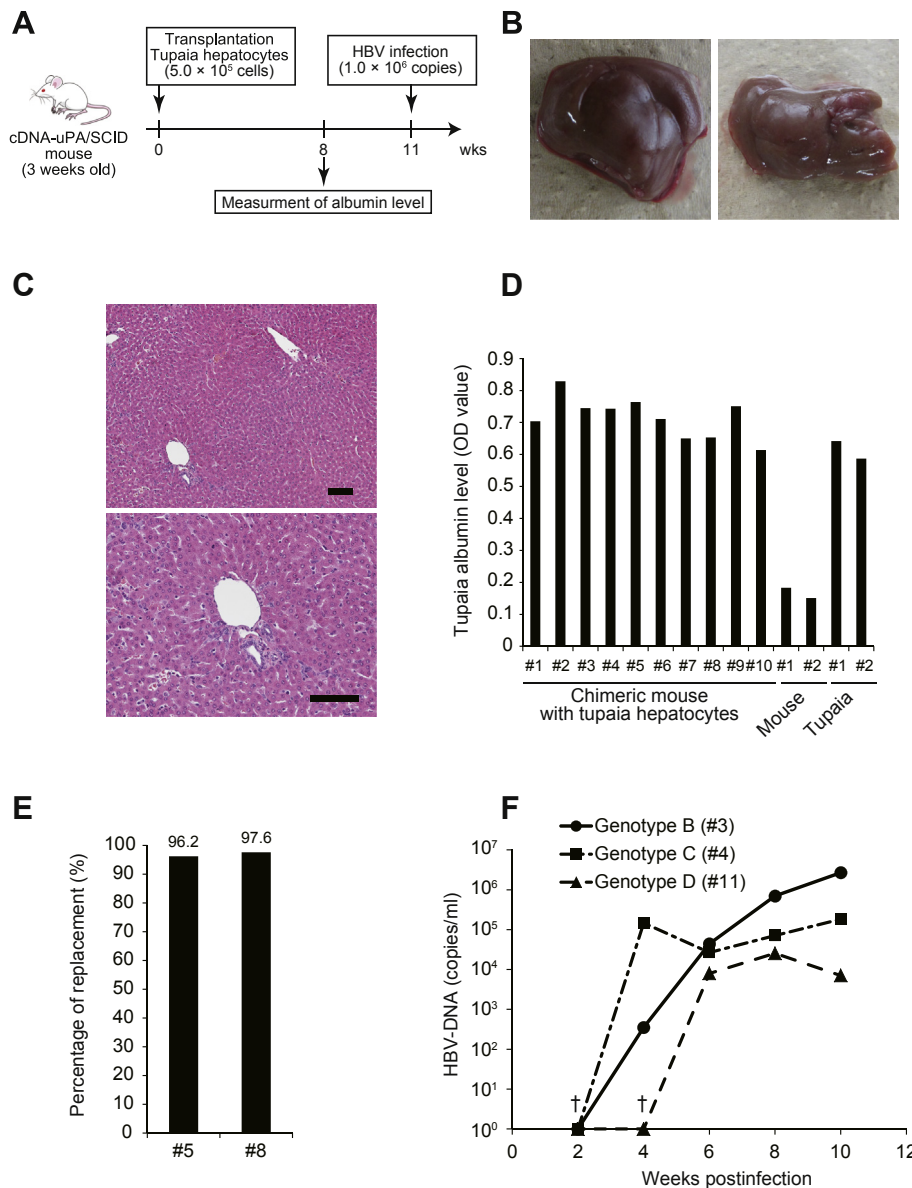 A
Transplantation
Tupaia hepatocytes
(5.0 × 10⁵ cells)
HBV infection
(1.0 × 10⁶ copies)
cDNA-uPA/SCID
mouse
(3 weeks old)
0
8
11
wks
Measurment of albumin level
B
C
D
Tupaia albumin level (OD value)
0.9
0.8
0.7
0.6
0.5
0.4
0.3
0.2
0.1
0
#1 #2 #3 #4 #5 #6 #7 #8 #9 #10 #1 #2 #1 #2
Chimeric mouse
with tupaia hepatocytes
Mouse
Tupaia
E
Percentage of replacement (%)
100
90
80
70
60
50
40
30
20
10
0
96.2
97.6
#5 #8
F
Genotype B (#3)
Genotype C (#4)
Genotype D (#11)
HBV-DNA (copies/ml)
10⁷
10⁶
10⁵
10⁴
10³
10²
10¹
10⁰
† †
0 2 4 6 8 10 12
Weeks postinfection